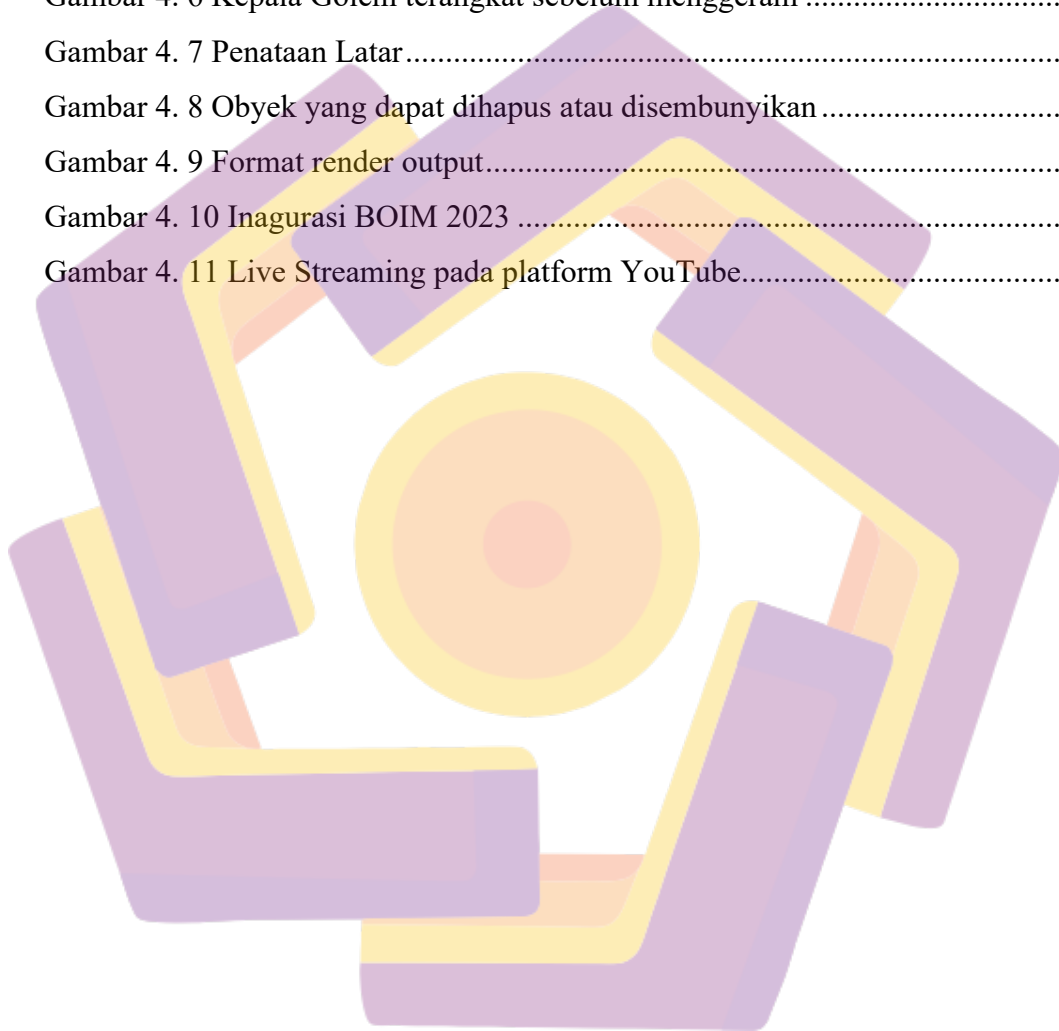 Gambar 4. 6 Kepala Golem terangkat sebelum menggeram ................................
Gambar 4. 7 Penataan Latar................................................................................
Gambar 4. 8 Obyek yang dapat dihapus atau disembunyikan .............................
Gambar 4. 9 Format render output......................................................................
Gambar 4. 10 Inagurasi BOIM 2023 ..................................................................
Gambar 4. 11 Live Streaming pada platform YouTube.......................................